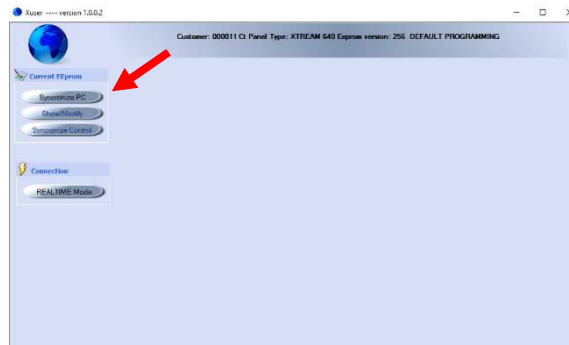 Xuser ---- version 1.0.0.2
Customer: 000011 Ct Panel Type: XTREAM 640 Eeprom version: 256 DEFAULT PROGRAMMING
Current EEprom
Syncronize PC
Show/Modify
Syncronize Control
Connection
REALTIME Mode